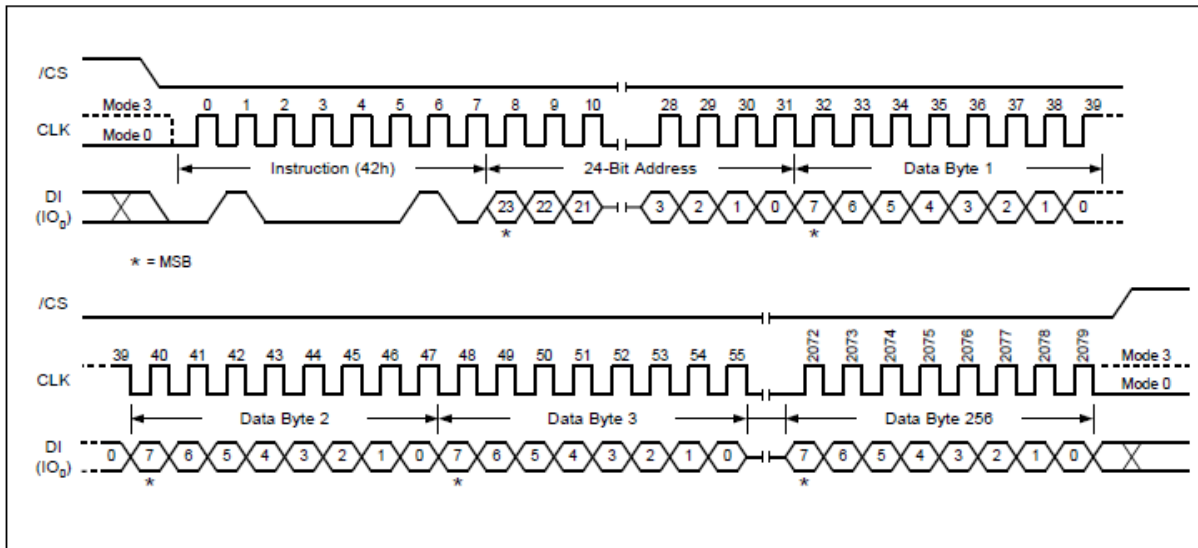 /CS
Mode 3
0 1 2 3 4 5 6 7 8 9 10 28 29 30 31 32 33 34 35 36 37 38 39
CLK
Mode 0
Instruction (42h) 24-Bit Address Data Byte 1
DI
(IO0)
23 22 21 3 2 1 0 7 6 5 4 3 2 1 0
* *
* = MSB
/CS
39 40 41 42 43 44 45 46 47 48 49 50 51 52 53 54 55 2072 2073 2074 2075 2076 2077 2078 2079
Mode 3
CLK
Mode 0
Data Byte 2 Data Byte 3 Data Byte 256
DI
(IO0)
0 7 6 5 4 3 2 1 0 7 6 5 4 3 2 1 0 7 6 5 4 3 2 1 0
* * *